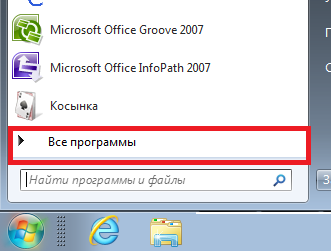 Microsoft Office Groove 2007
Microsoft Office InfoPath 2007
Косынка
Все программы
Найти программы и файлы